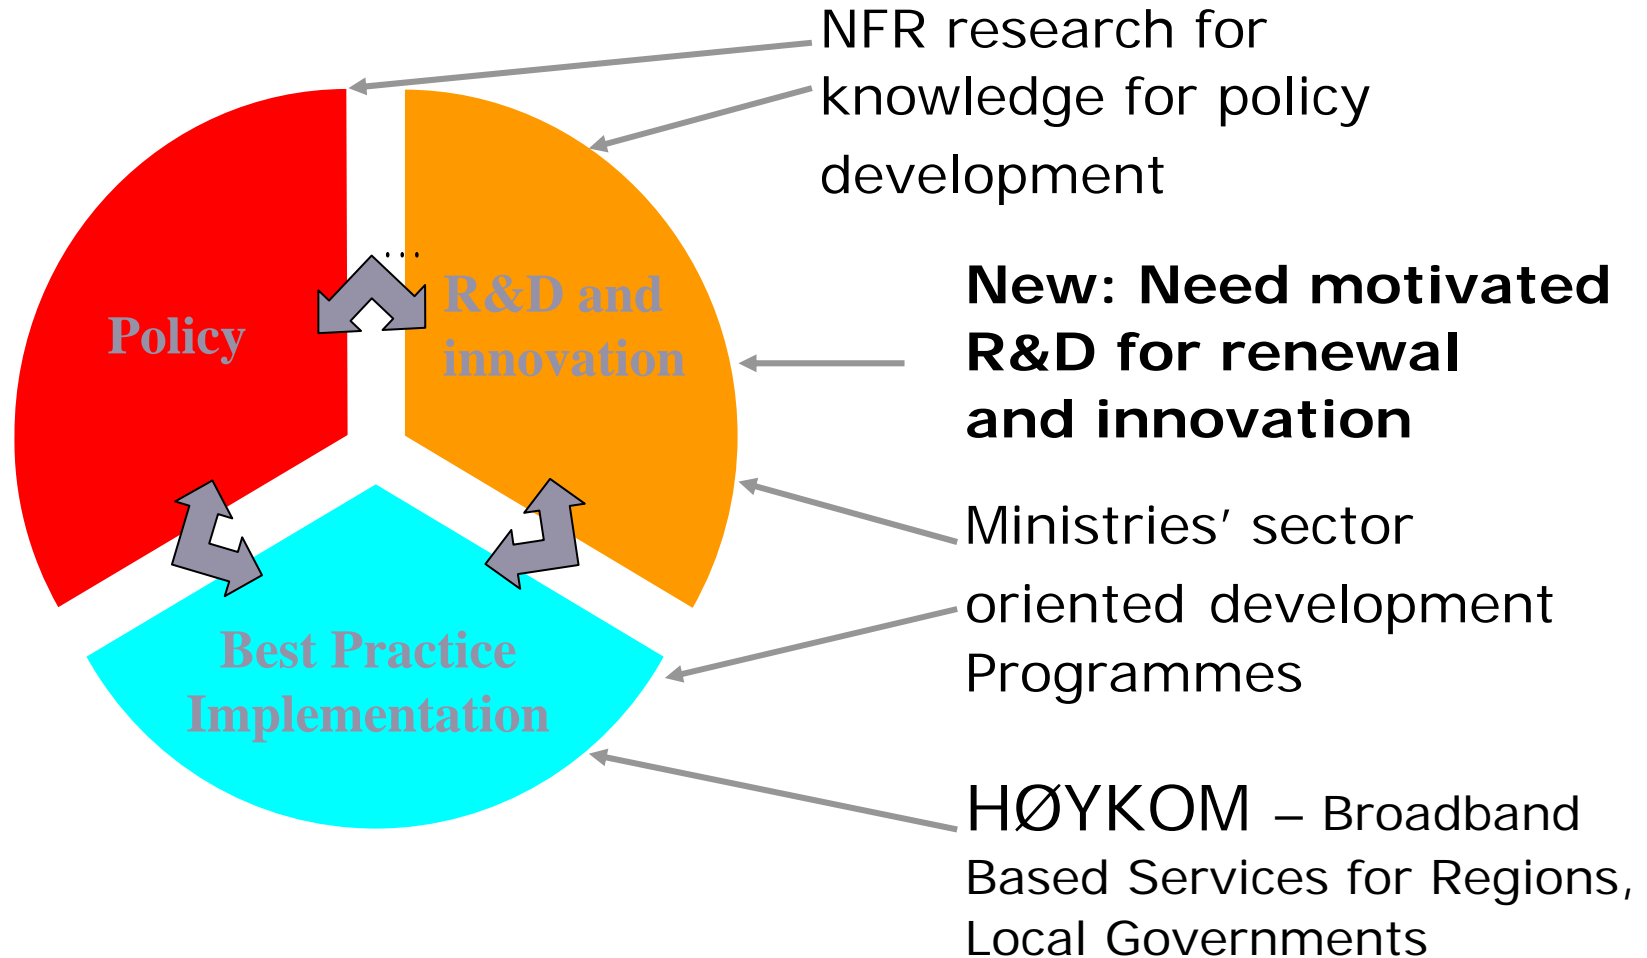 NFR research for
knowledge for policy
development
...
Policy
R&D and
innovation
New: Need motivated
R&D for renewal
and innovation
Ministries’ sector
oriented development
Programmes
Best Practice
Implementation
HØYKOM – Broadband
Based Services for Regions,
Local Governments